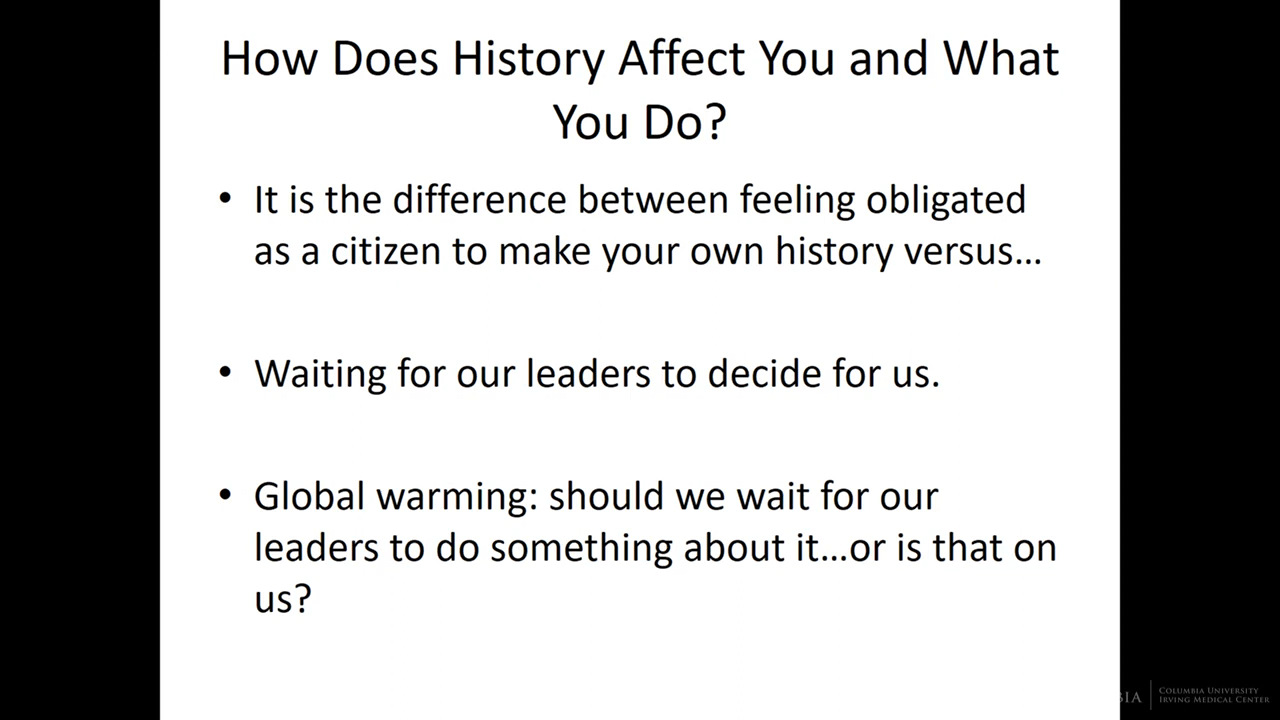 How Does History Affect You and What
You Do?
• It is the difference between feeling obligated
as a citizen to make your own history versus...
• Waiting for our leaders to decide for us.
• Global warming: should we wait for our
leaders to do something about it...or is that on
us?
BIA
COLUMBIA UNIVERSITY
IRVING MEDICAL CENTER